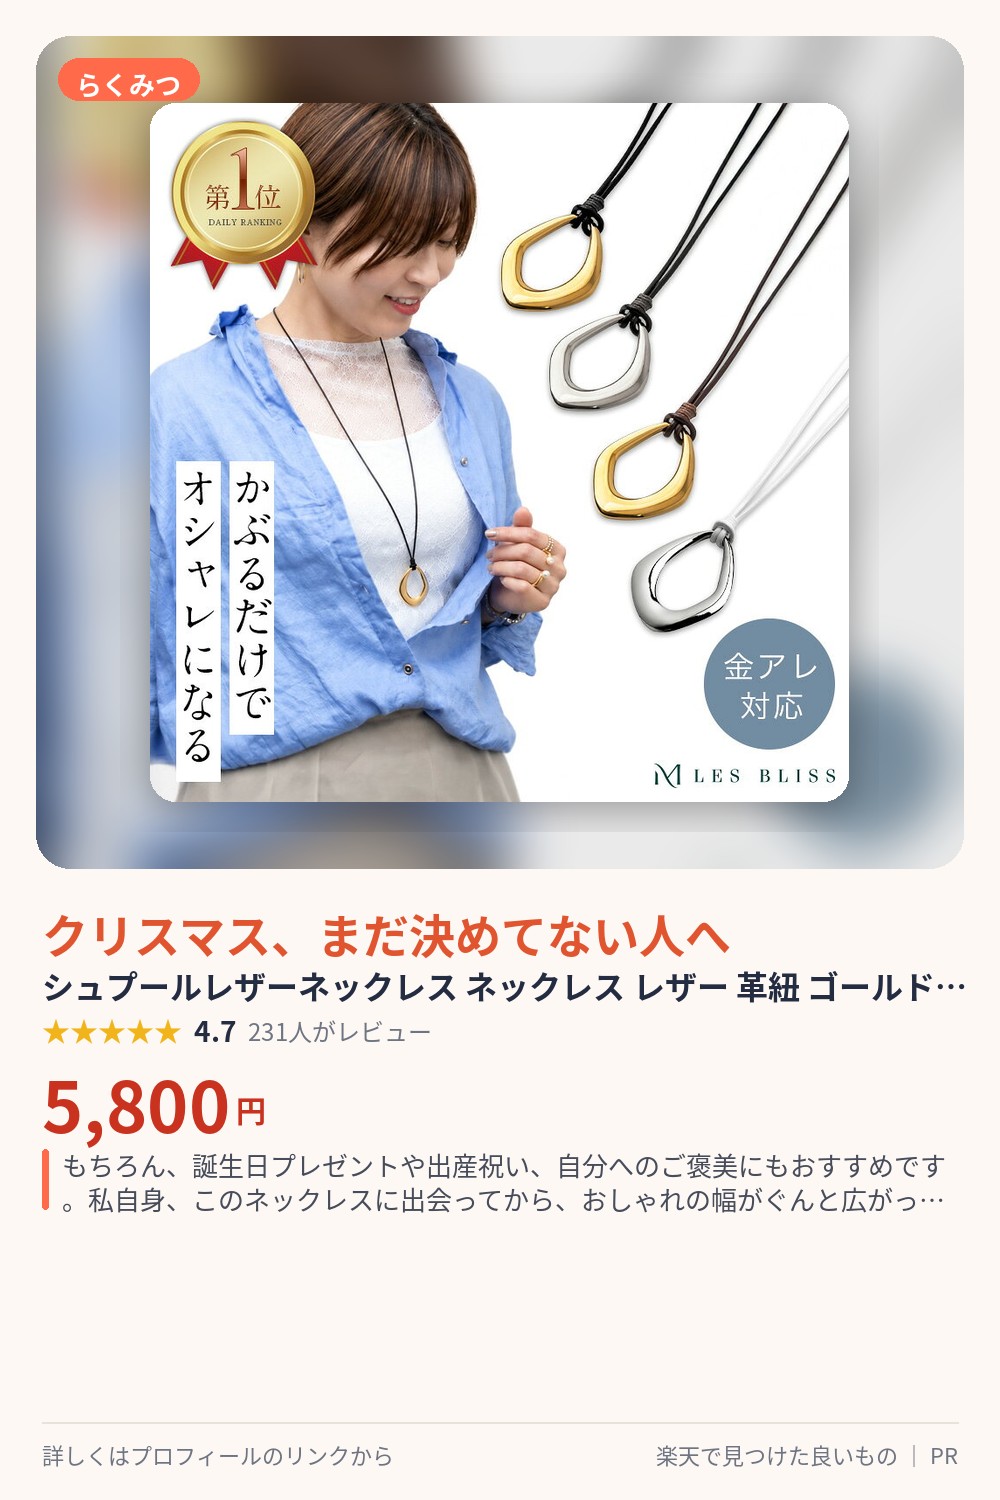 らくみつ
第1位
DAILY RANKING
かぶるだけで
オシャレになる
金アレ
対応
LES BLISS
クリスマス、まだ決めてない人へ
シュプールレザーネックレス ネックレス レザー 革紐 ゴールド…
★★★★★ 4.7 231人がレビュー
5,800円
もちろん、誕生日プレゼントや出産祝い、自分へのご褒美にもおすすめです
。私自身、このネックレスに出会ってから、おしゃれの幅がぐんと広がっ…
詳しくはプロフィールのリンクから
楽天で見つけた良いもの | PR